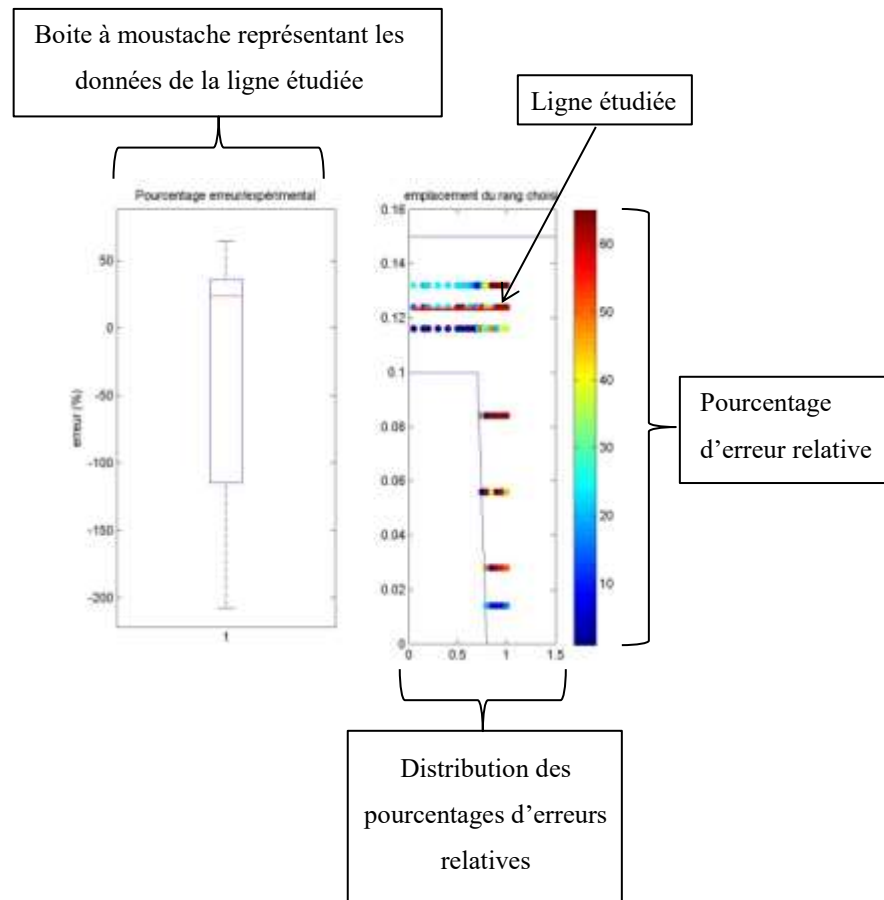 Boite à moustache représentant les
données de la ligne étudiée
Ligne étudiée
Pourcentage erreur/expérimental
50
0
-50
-100
-150
-200
erreur (%)
1
emplacement du rang choisi
0.16
0.14
0.12
0.1
0.08
0.06
0.04
0.02
0
0
0.5
1
1.5
60
50
40
30
20
10
Pourcentage
d’erreur relative
Distribution des
pourcentages d’erreurs
relatives